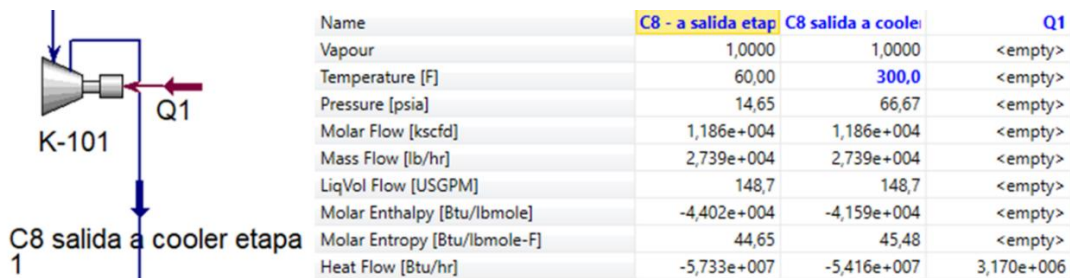 Q1
K-101
C8 salida a cooler etapa
1
Name C8 - a salida etap C8 salida a cooler Q1
Vapour 1,0000 1,0000 <empty>
Temperature [F] 60,00 300,0 <empty>
Pressure [psia] 14,65 66,67 <empty>
Molar Flow [kscfd] 1,186e+004 1,186e+004 <empty>
Mass Flow [lb/hr] 2,739e+004 2,739e+004 <empty>
LiqVol Flow [USGPM] 148,7 148,7 <empty>
Molar Enthalpy [Btu/lbmole] -4,402e+004 -4,159e+004 <empty>
Molar Entropy [Btu/lbmole-F] 44,65 45,48 <empty>
Heat Flow [Btu/hr] -5,733e+007 -5,416e+007 3,170e+006